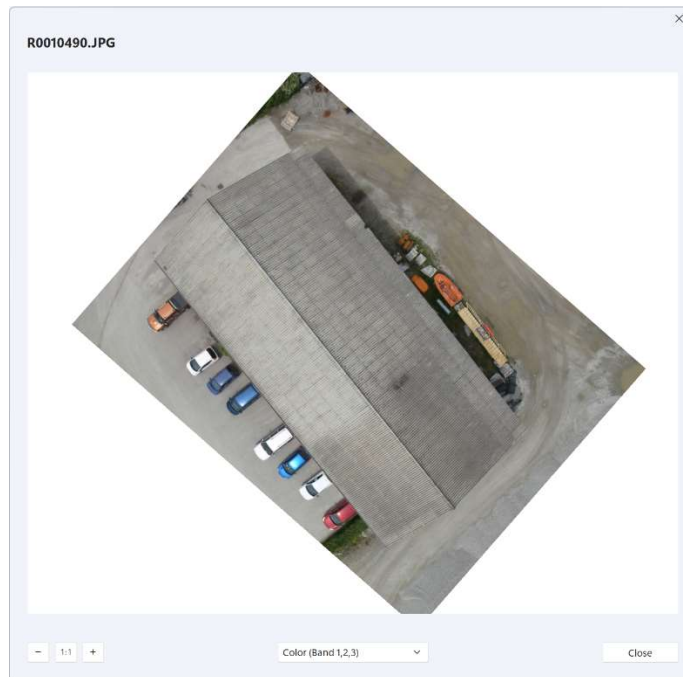 R0010490.JPG
- 1:1 +
Color (Band 1,2,3)
Close